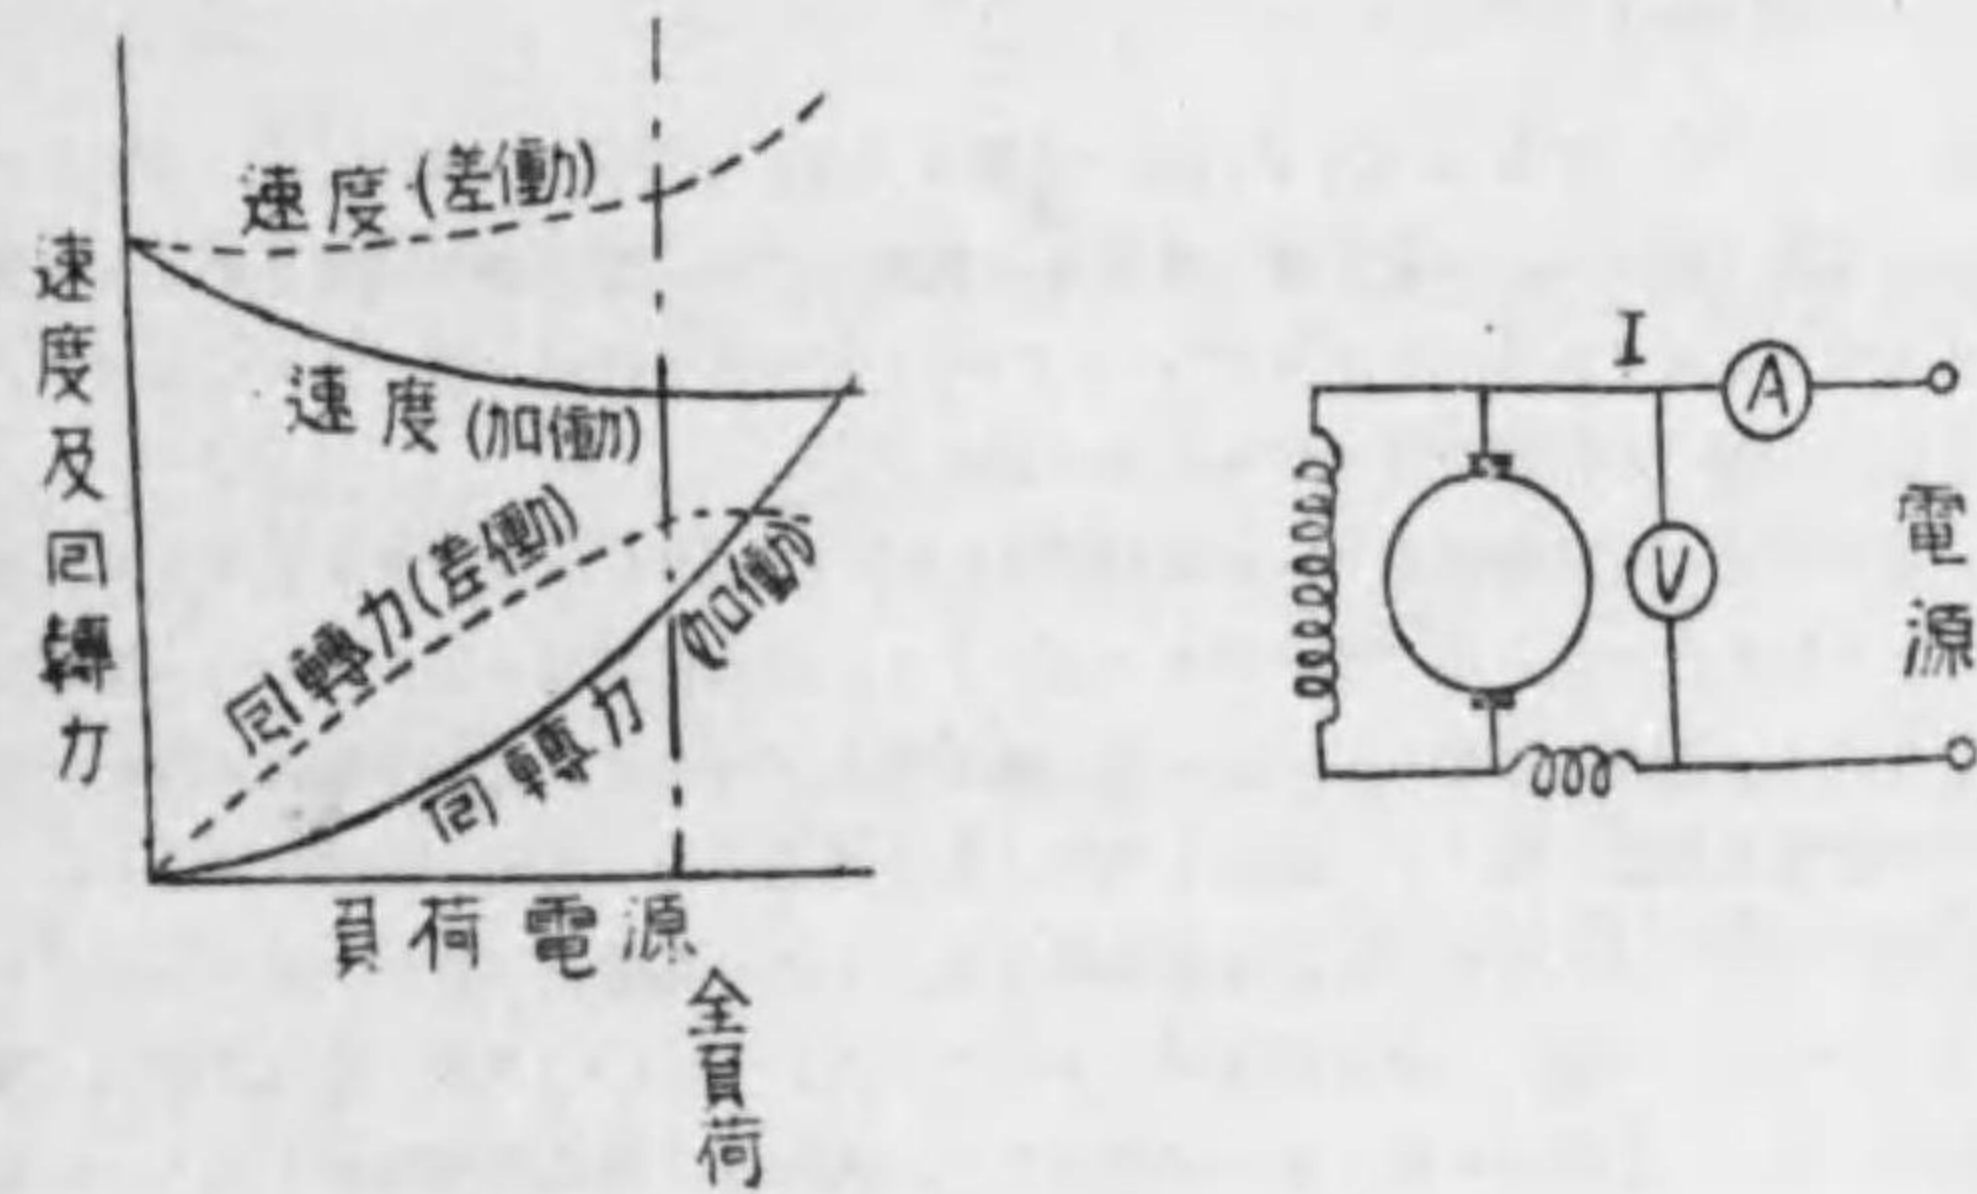 速度及回轉力
速度(差働)
速度(加働)
回轉力(差働)
回轉力(加働)
負荷電源
全負荷
I
A
V
電源